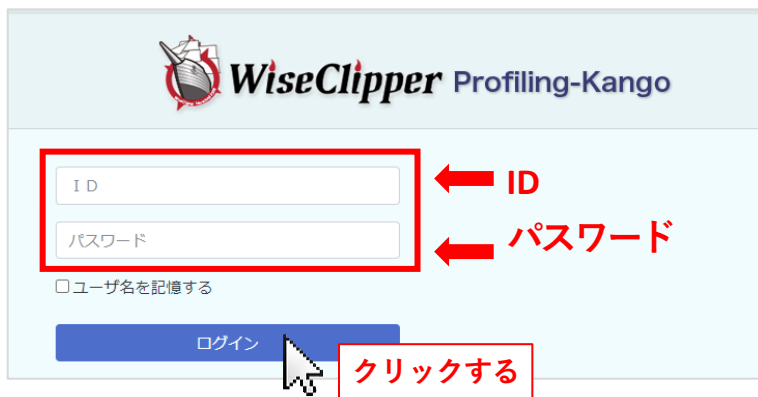 WiseClipper Profiling-Kango
ＩＤ
ID
パスワード
パスワード
ユーザ名を記憶する
ログイン
クリックする